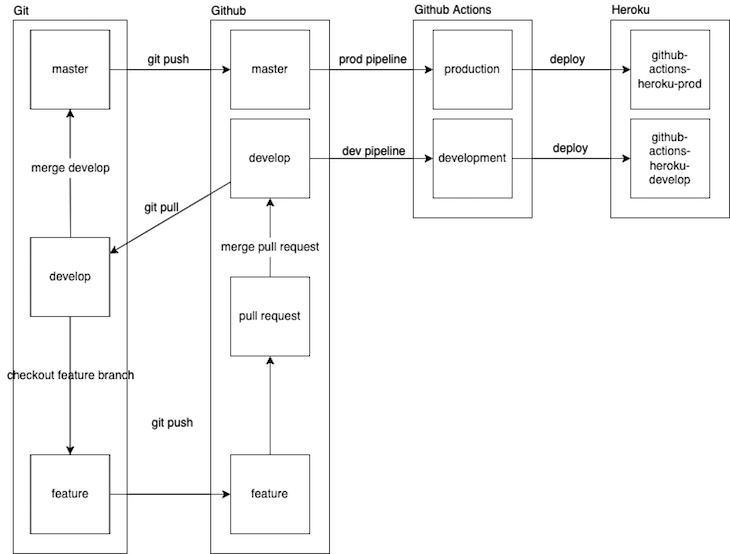 Git
Github
Github Actions
Heroku
master
git push
master
prod pipeline
production
deploy
github-
actions-
heroku-prod
merge develop
develop
dev pipeline
development
deploy
github-
actions-
heroku-
develop
git pull
merge pull request
develop
pull request
checkout feature branch
git push
feature
feature